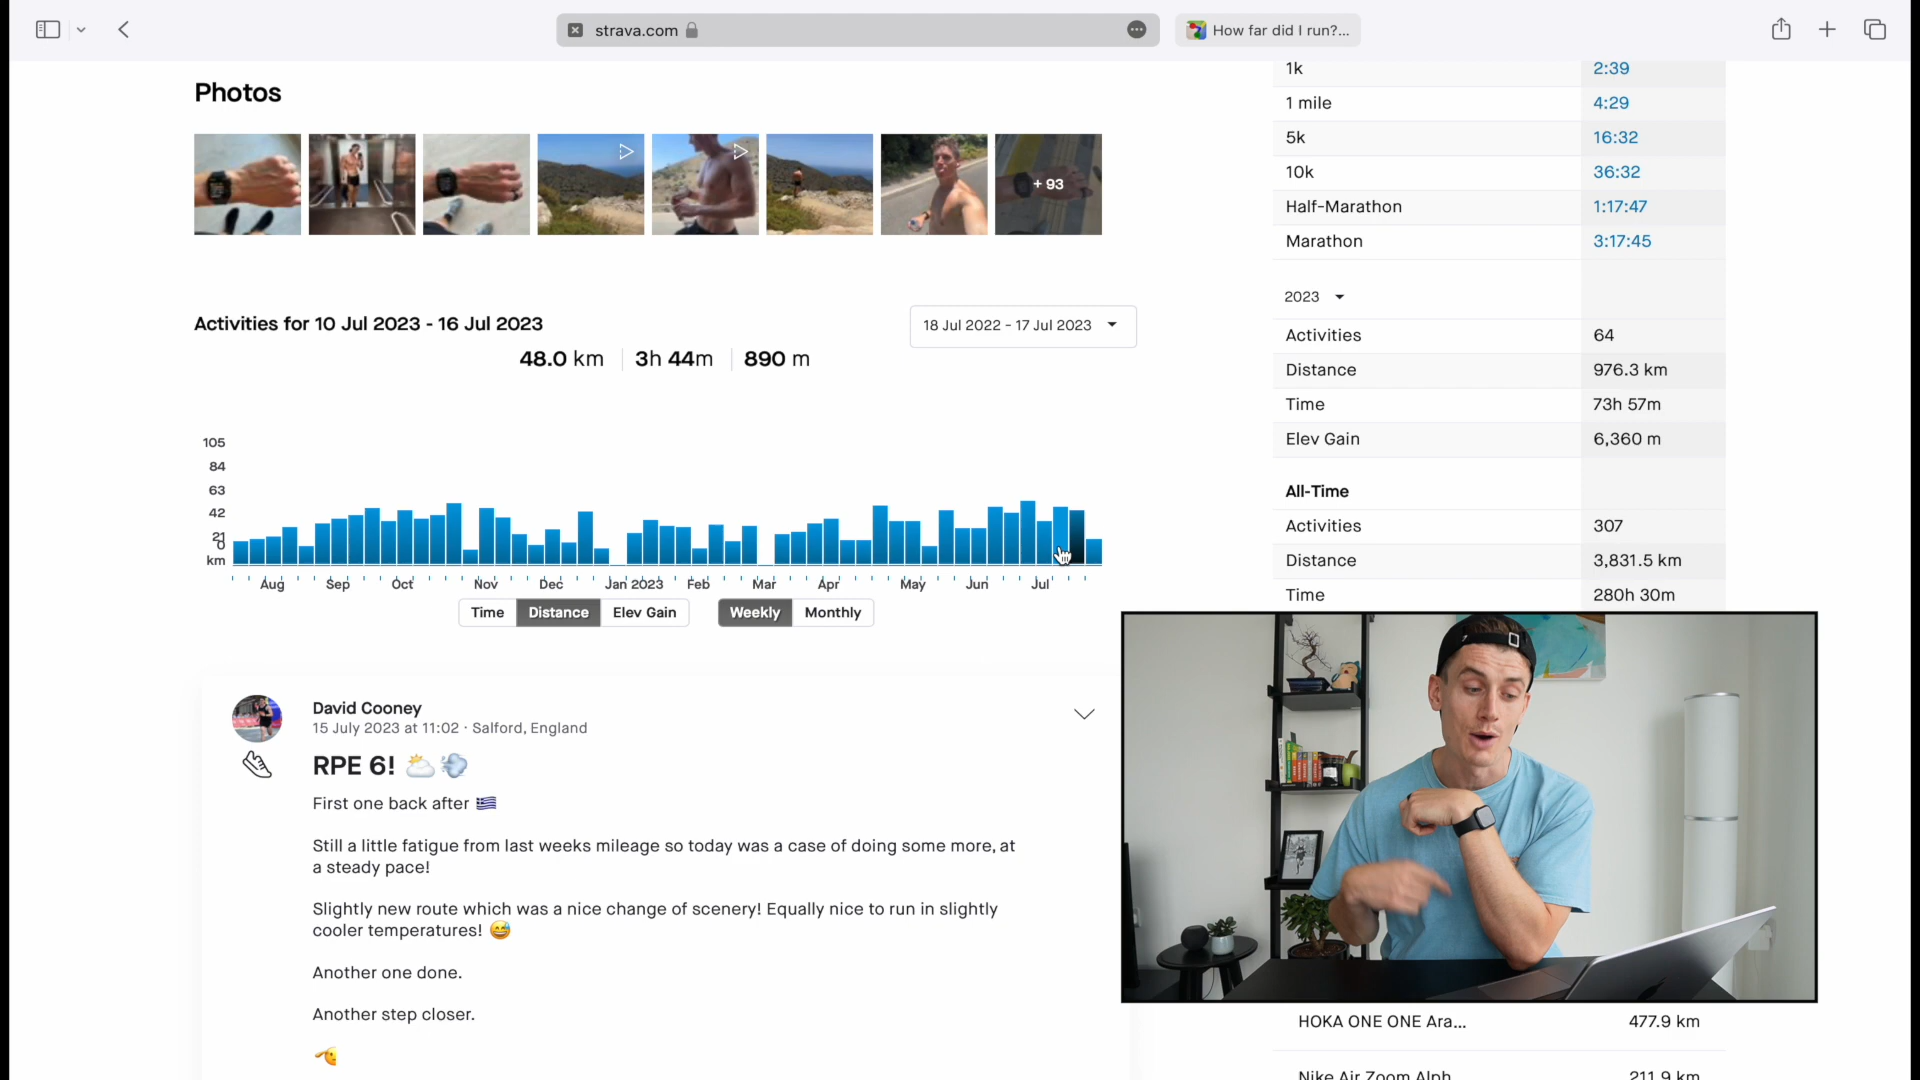 strava.com
How far did I run?...
Photos
+ 93
Activities for 10 Jul 2023 - 16 Jul 2023
18 Jul 2022 - 17 Jul 2023
48.0 km
3h 44m
890 m
105
84
63
42
21
0
km
Aug
Sep
Oct
Nov
Dec
Jan 2023
Feb
Mar
Apr
May
Jun
Jul
Time
Distance
Elev Gain
Weekly
Monthly
David Cooney
15 July 2023 at 11:02 · Salford, England
RPE 6! 🌥️💨
First one back after 🇬🇷
Still a little fatigue from last weeks mileage so today was a case of doing some more, at
a steady pace!
Slightly new route which was a nice change of scenery! Equally nice to run in slightly
cooler temperatures! 😅
Another one done.
Another step closer.
1k 2:39
1 mile 4:29
5k 16:32
10k 36:32
Half-Marathon 1:17:47
Marathon 3:17:45
2023
Activities 64
Distance 976.3 km
Time 73h 57m
Elev Gain 6,360 m
All-Time
Activities 307
Distance 3,831.5 km
Time 280h 30m
HOKA ONE ONE Ara... 477.9 km
Nike Air Zoom Alph 211.9 km